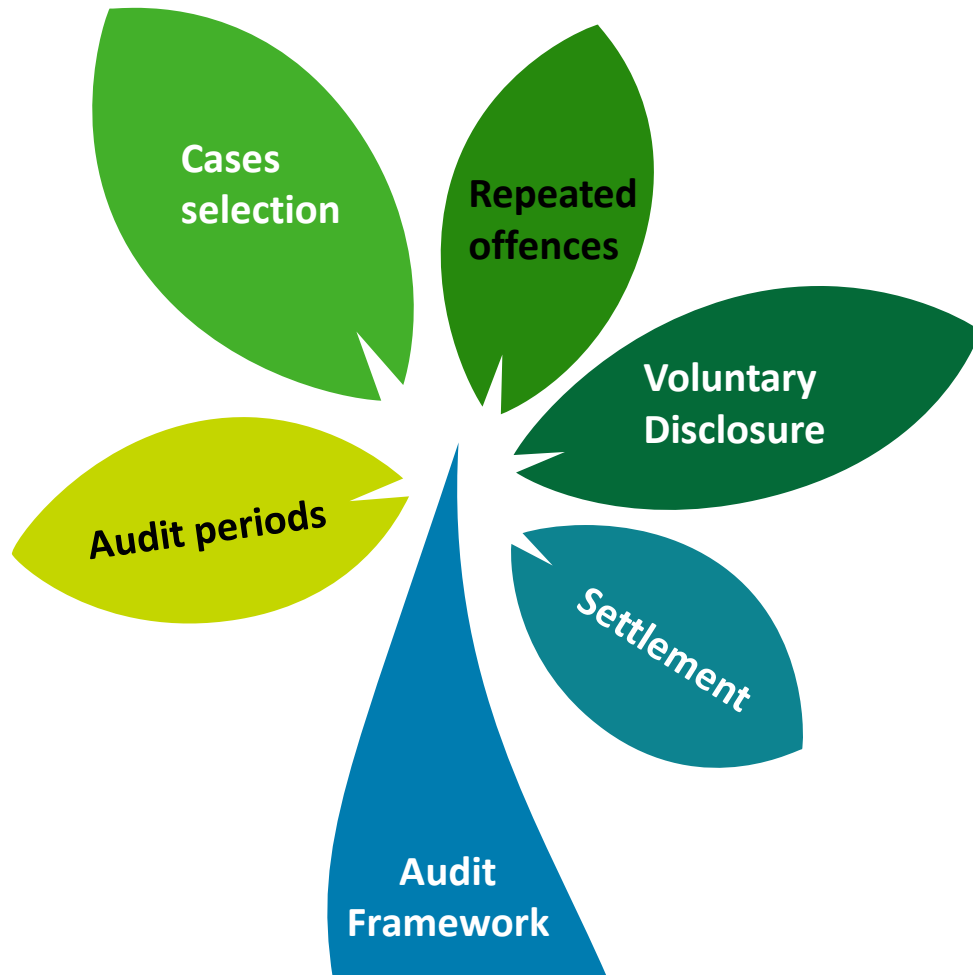 Cases
selection
Repeated
offences
Voluntary
Disclosure
Audit periods
Settlement
Audit
Framework